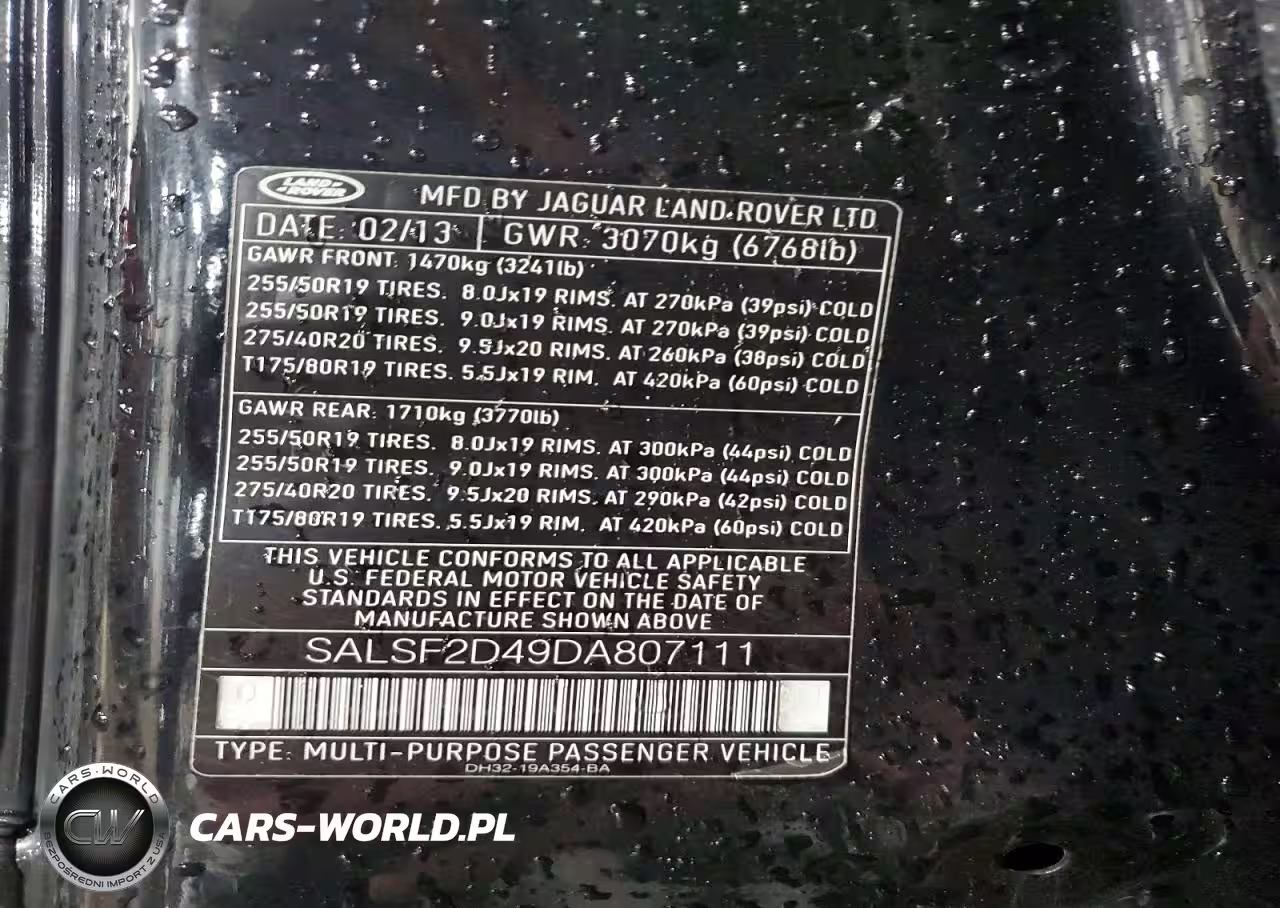 LAND ROVER
MFD BY JAGUAR LAND ROVER LTD
DATE: 02/13 GWR: 3070kg (6768lb)
GAWR FRONT: 1470kg (3241lb)
255/50R19 TIRES. 8.0Jx19 RIMS. AT 270kPa (39psi) COLD
255/50R19 TIRES. 9.0Jx19 RIMS. AT 270kPa (39psi) COLD
275/40R20 TIRES. 9.5Jx20 RIMS. AT 260kPa (38psi) COLD
T175/80R19 TIRES. 5.5Jx19 RIM. AT 420kPa (60psi) COLD
GAWR REAR: 1710kg (3770lb)
255/50R19 TIRES. 8.0Jx19 RIMS. AT 300kPa (44psi) COLD
255/50R19 TIRES. 9.0Jx19 RIMS. AT 300kPa (44psi) COLD
275/40R20 TIRES. 9.5Jx20 RIMS. AT 290kPa (42psi) COLD
T175/80R19 TIRES. 5.5Jx19 RIM. AT 420kPa (60psi) COLD
THIS VEHICLE CONFORMS TO ALL APPLICABLE
U.S. FEDERAL MOTOR VEHICLE SAFETY
STANDARDS IN EFFECT ON THE DATE OF
MANUFACTURE SHOWN ABOVE
SALSF2D49DA807111
TYPE: MULTI-PURPOSE PASSENGER VEHICLE
DH32-19A354-BA
CARS-WORLD
CW
BEZPOŚREDNI IMPORT Z USA
CARS-WORLD.PL